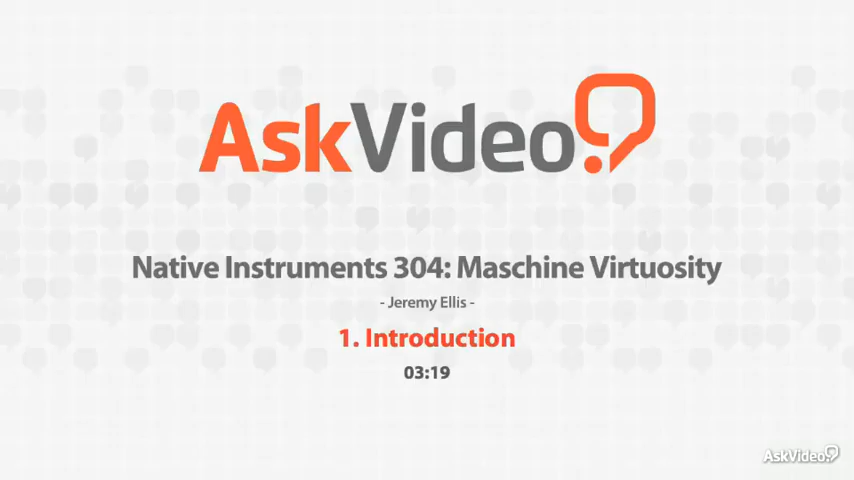 AskVideo
Native Instruments 304: Maschine Virtuosity
- Jeremy Ellis -
1. Introduction
03:19
AskVideo